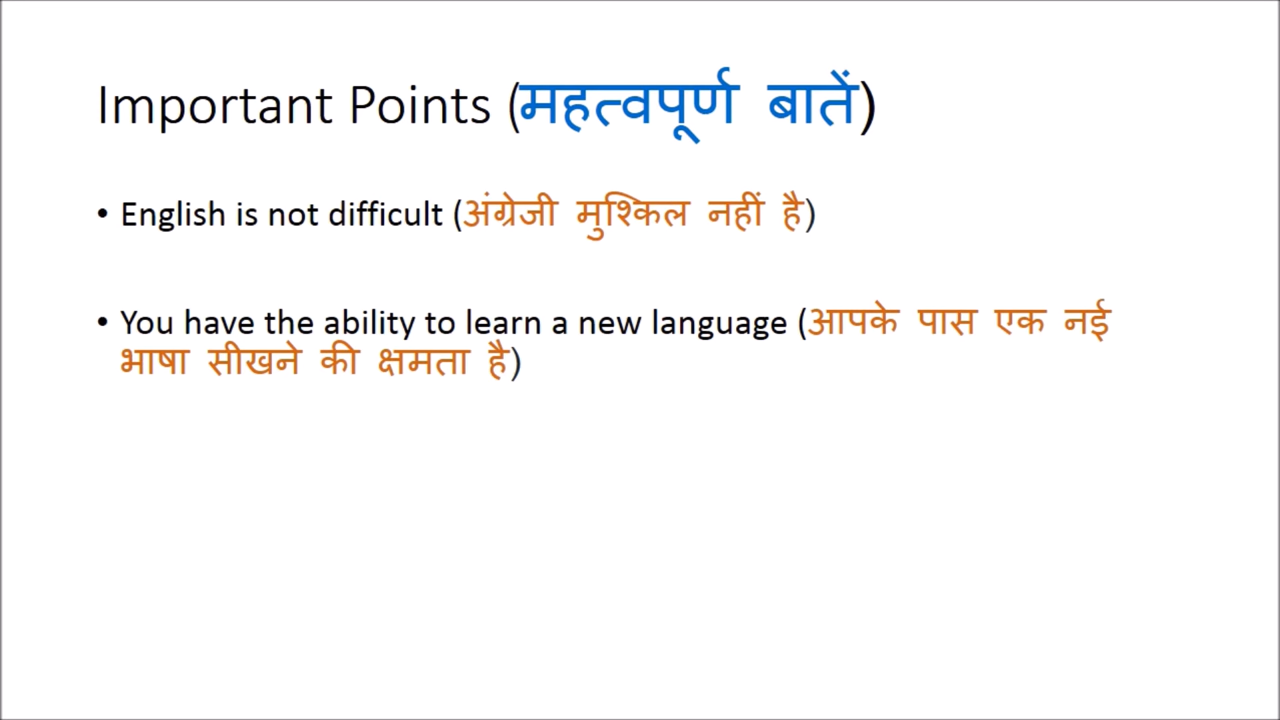 Important Points (महत्वपूर्ण बातें)
• English is not difficult (अंग्रेजी मुश्किल नहीं है)
• You have the ability to learn a new language (आपके पास एक नई
भाषा सीखने की क्षमता है)